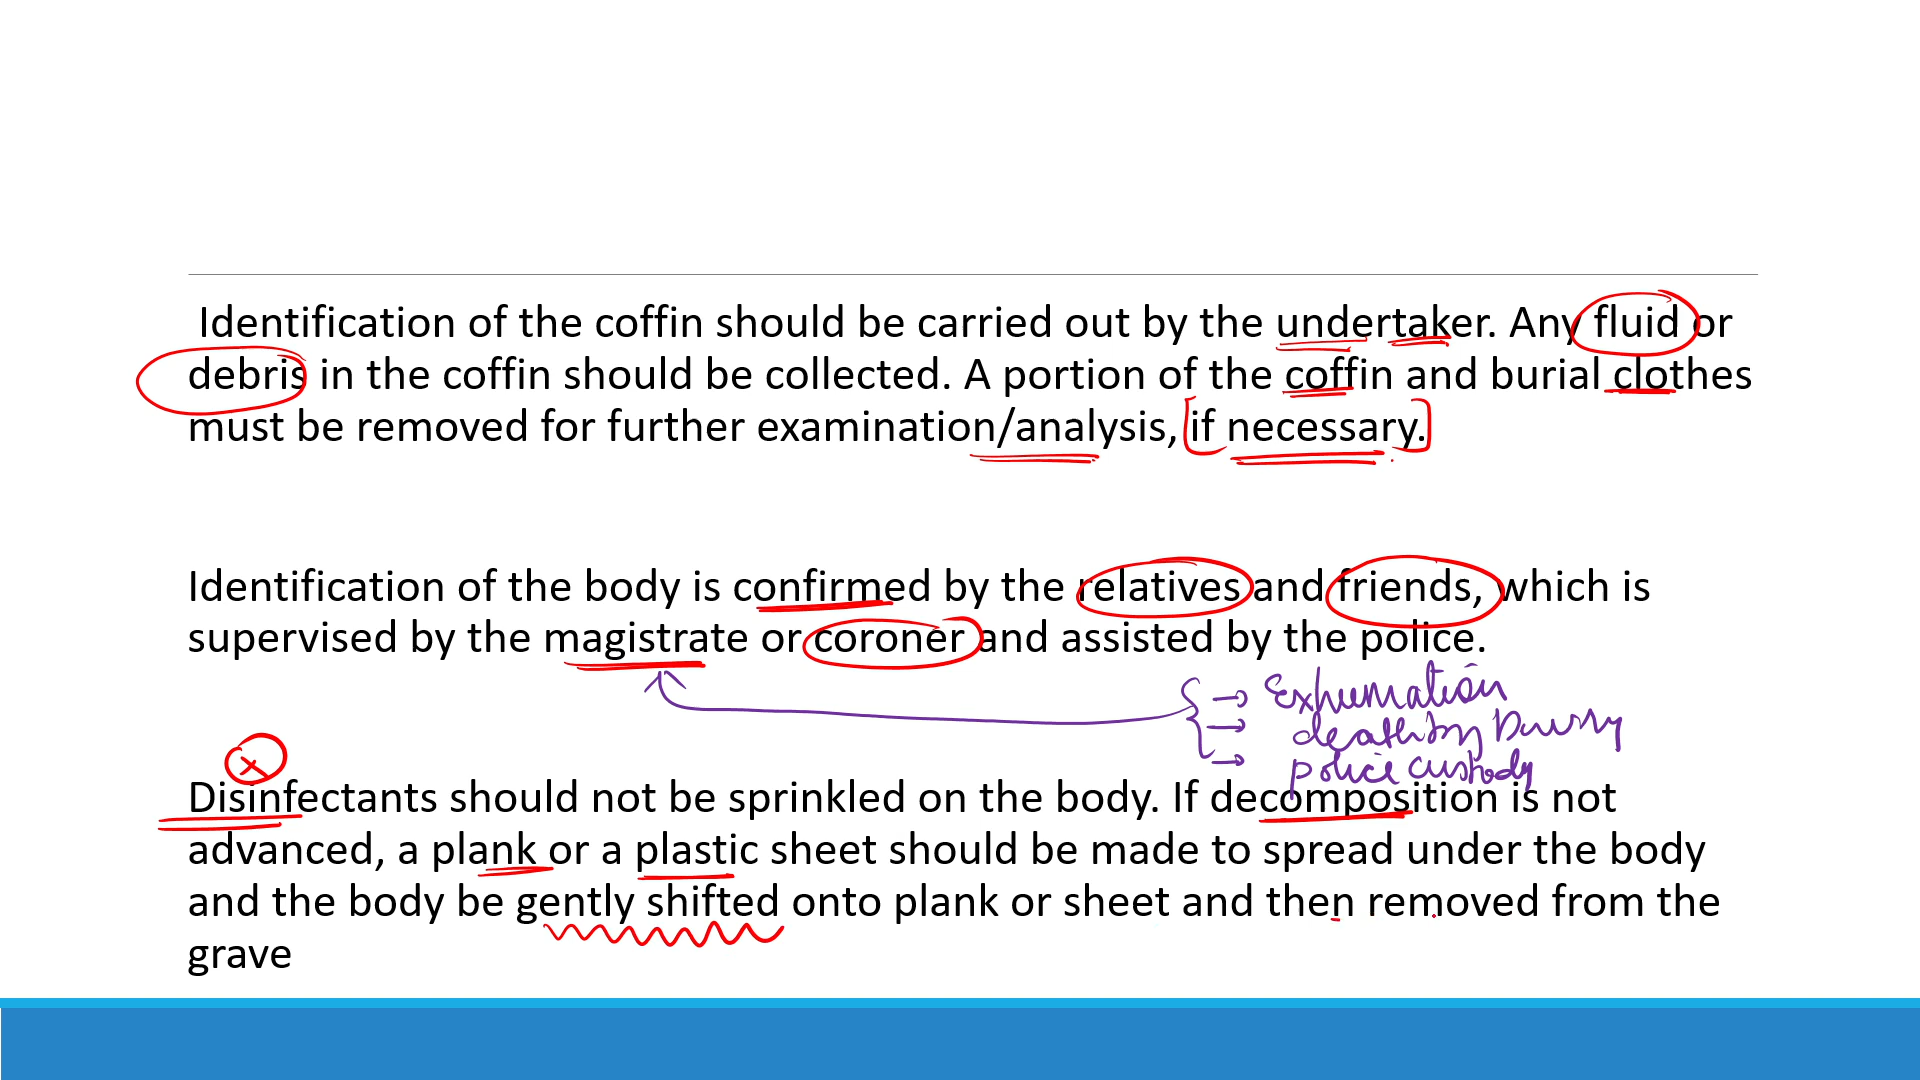 Identification of the coffin should be carried out by the undertaker. Any fluid or
debris in the coffin should be collected. A portion of the coffin and burial clothes
must be removed for further examination/analysis, if necessary.
Identification of the body is confirmed by the relatives and friends, which is
supervised by the magistrate or coroner and assisted by the police.
→ Exhumation
→ death by Dowry
→ police custody
Disinfectants should not be sprinkled on the body. If decomposition is not
advanced, a plank or a plastic sheet should be made to spread under the body
and the body be gently shifted onto plank or sheet and then removed from the
grave